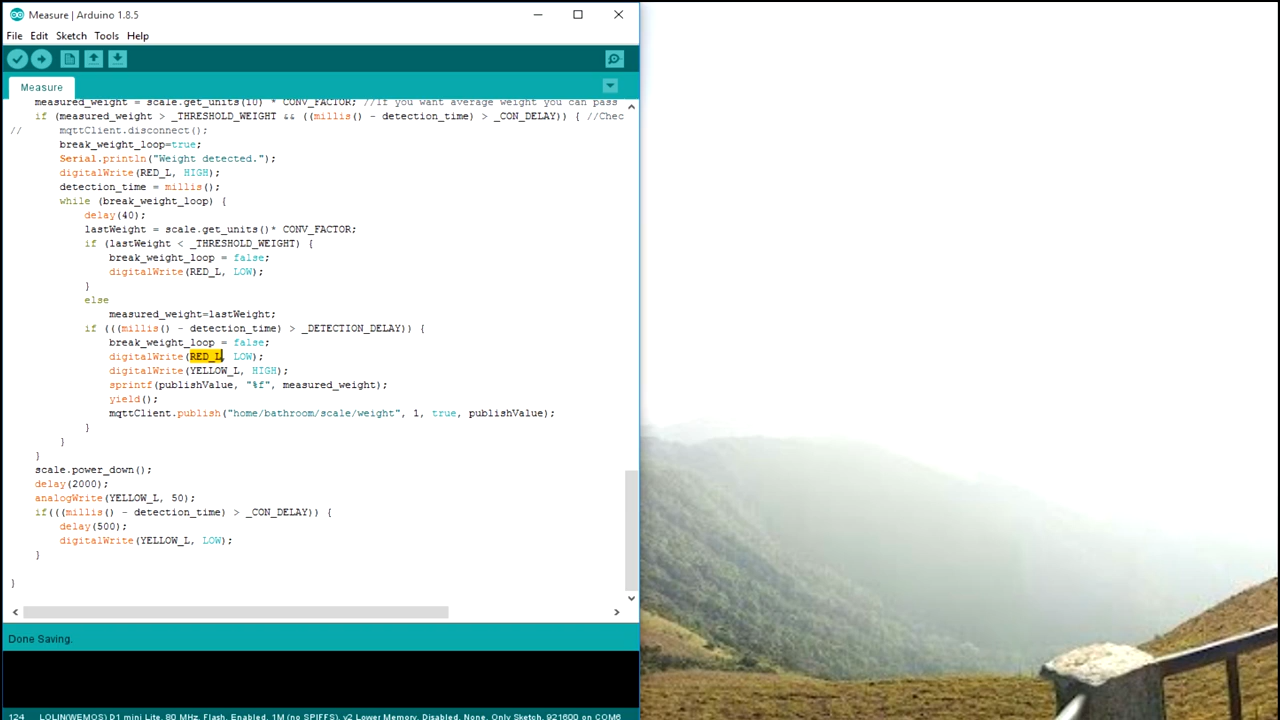 Measure | Arduino 1.8.5
File Edit Sketch Tools Help
Measure
measured_weight = scale.get_units(10) * CONV_FACTOR; //If you want average weight you can pass
if (measured_weight > _THRESHOLD_WEIGHT && ((millis() - detection_time) > _CON_DELAY)) { //Chec
// mqttClient.disconnect();
break_weight_loop=true;
Serial.println("Weight detected.");
digitalWrite(RED_L, HIGH);
detection_time = millis();
while (break_weight_loop) {
delay(40);
lastWeight = scale.get_units()* CONV_FACTOR;
if (lastWeight < _THRESHOLD_WEIGHT) {
break_weight_loop = false;
digitalWrite(RED_L, LOW);
}
else
measured_weight=lastWeight;
if (((millis() - detection_time) > _DETECTION_DELAY)) {
break_weight_loop = false;
digitalWrite(RED_L, LOW);
digitalWrite(YELLOW_L, HIGH);
sprintf(publishValue, "%f", measured_weight);
yield();
mqttClient.publish("home/bathroom/scale/weight", 1, true, publishValue);
}
}
}
scale.power_down();
delay(2000);
analogWrite(YELLOW_L, 50);
if(((millis() - detection_time) > _CON_DELAY)) {
delay(500);
digitalWrite(YELLOW_L, LOW);
}
}
Done Saving.
124 LOLIN(WEMOS) D1 mini Lite, 80 MHz, Flash, Enabled, 1M (no SPIFFS), v2 Lower Memory, Disabled, None, Only Sketch, 921600 on COM6